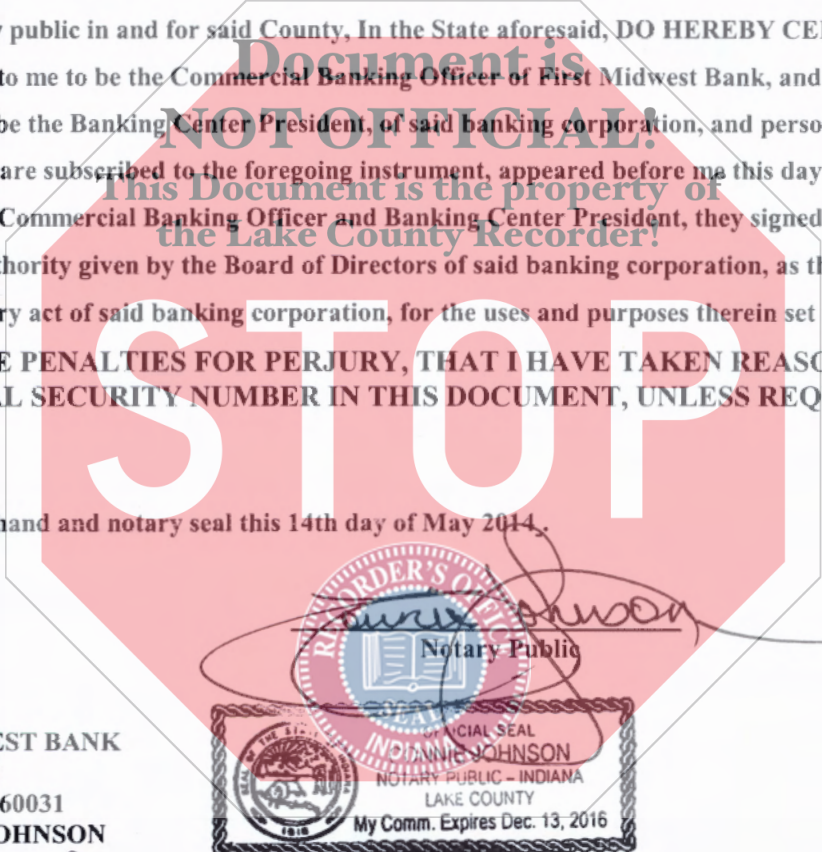 public in and for said County, In the State aforesaid, DO HEREBY CE
Document is
to me to be the Commercial Banking Officer of First Midwest Bank, and
NOT OFFICIAL!
be the Banking Center President, of said banking corporation, and perso
are subscribed to the foregoing instrument, appeared before me this day
This Document is the property of
Commercial Banking Officer and Banking Center President, they signed
the Lake County Recorder!
thority given by the Board of Directors of said banking corporation, as th
ry act of said banking corporation, for the uses and purposes therein set
STOP
E PENALTIES FOR PERJURY, THAT I HAVE TAKEN REASO
L SECURITY NUMBER IN THIS DOCUMENT, UNLESS REQ
hand and notary seal this 14th day of May 2014.
RECORDER'S OFFICE
Johnson
Notary Public
SEAL
EST BANK
SEAL OF THE STATE INDIANA
1816
SEAL
JOHNSON
NOTARY PUBLIC – INDIANA
LAKE COUNTY
My Comm. Expires Dec. 13, 2016
60031
OHNSON